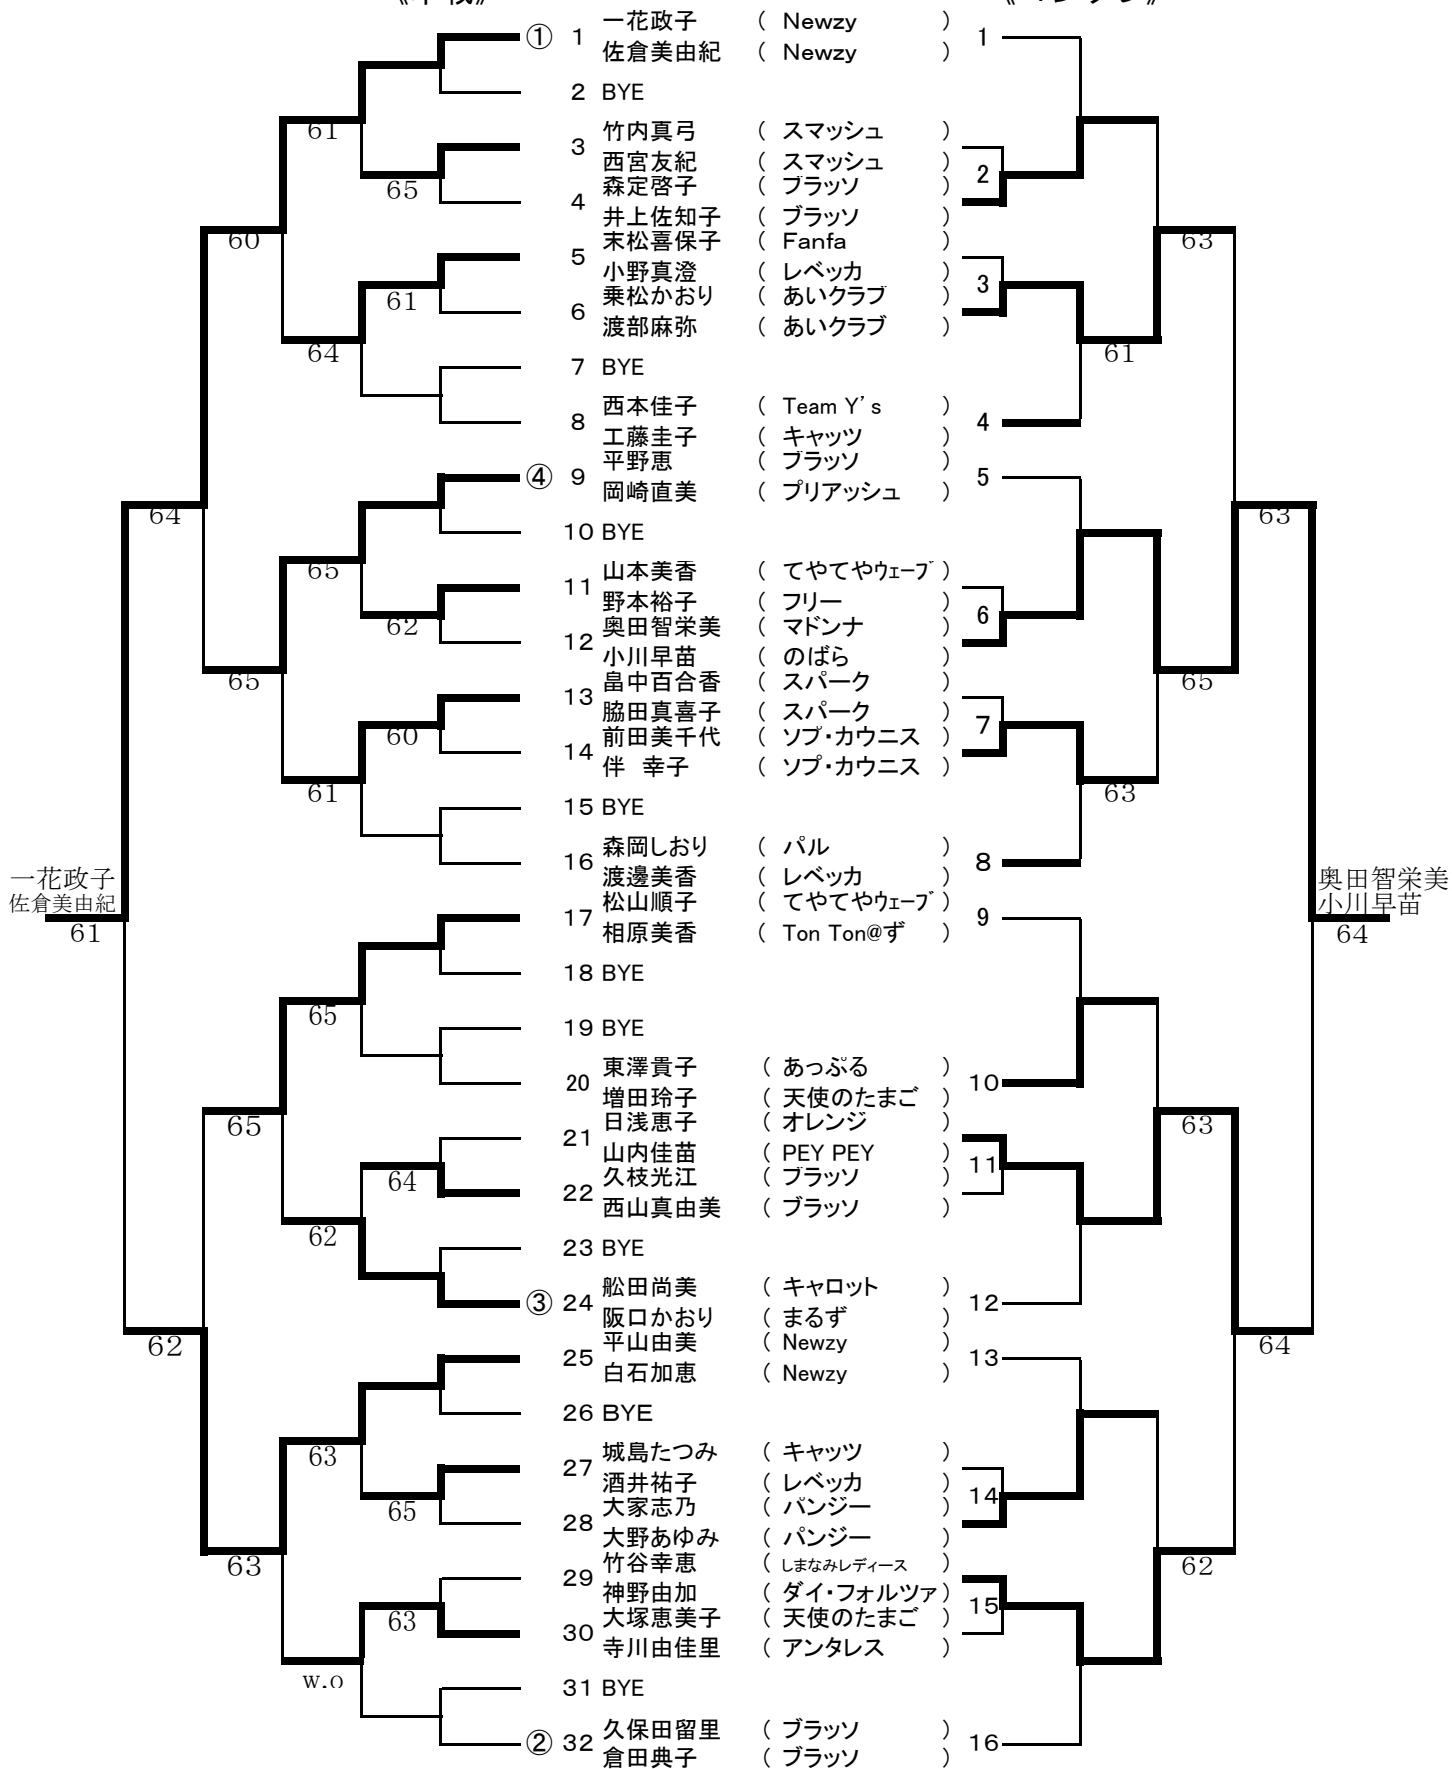 ① 1 一花政子 ( Newzy ) 1
佐倉美由紀 ( Newzy )
2 BYE
61
3 竹内真弓 ( スマッシュ )
西宮友紀 ( スマッシュ )
2
65
4 森定啓子 ( ブラッソ )
井上佐知子 ( ブラッソ )
60
63
5 末松喜保子 ( Fanfa )
小野真澄 ( レベッカ )
3
61
6 乗松かおり ( あいクラブ )
渡部麻弥 ( あいクラブ )
64
61
7 BYE
8 西本佳子 ( Team Y's ) 4
工藤圭子 ( キャッツ )
④ 9 平野恵 ( ブラッソ ) 5
岡崎直美 ( プリアッシュ )
64
63
10 BYE
65
11 山本美香 ( てやてやウェーブ )
野本裕子 ( フリー )
6
62
12 奥田智栄美 ( マドンナ )
小川早苗 ( のばら )
65
65
13 畠中百合香 ( スパーク )
脇田真喜子 ( スパーク )
7
60
14 前田美千代 ( ソプ・カウニス )
伴 幸子 ( ソプ・カウニス )
61
63
15 BYE
16 森岡しおり ( パル ) 8
渡邊美香 ( レベッカ )
一花政子
佐倉美由紀
61
奥田智栄美
小川早苗
64
17 松山順子 ( てやてやウェーブ ) 9
相原美香 ( Ton Ton@ず )
18 BYE
65
19 BYE
20 東澤貴子 ( あっぷる ) 10
増田玲子 ( 天使のたまご )
65
63
21 日浅恵子 ( オレンジ )
山内佳苗 ( PEY PEY )
11
64
22 久枝光江 ( ブラッソ )
西山真由美 ( ブラッソ )
62
23 BYE
③ 24 舩田尚美 ( キャロット ) 12
阪口かおり ( まるず )
62
64
25 平山由美 ( Newzy ) 13
白石加恵 ( Newzy )
26 BYE
63
27 城島たつみ ( キャッツ )
酒井祐子 ( レベッカ )
14
65
28 大家志乃 ( パンジー )
大野あゆみ ( パンジー )
63
62
29 竹谷幸恵 ( しまなみレディース )
神野由加 ( ダイ・フォルツァ )
15
63
30 大塚恵美子 ( 天使のたまご )
寺川由佳里 ( アンタレス )
w.o
31 BYE
② 32 久保田留里 ( ブラッソ ) 16
倉田典子 ( ブラッソ )